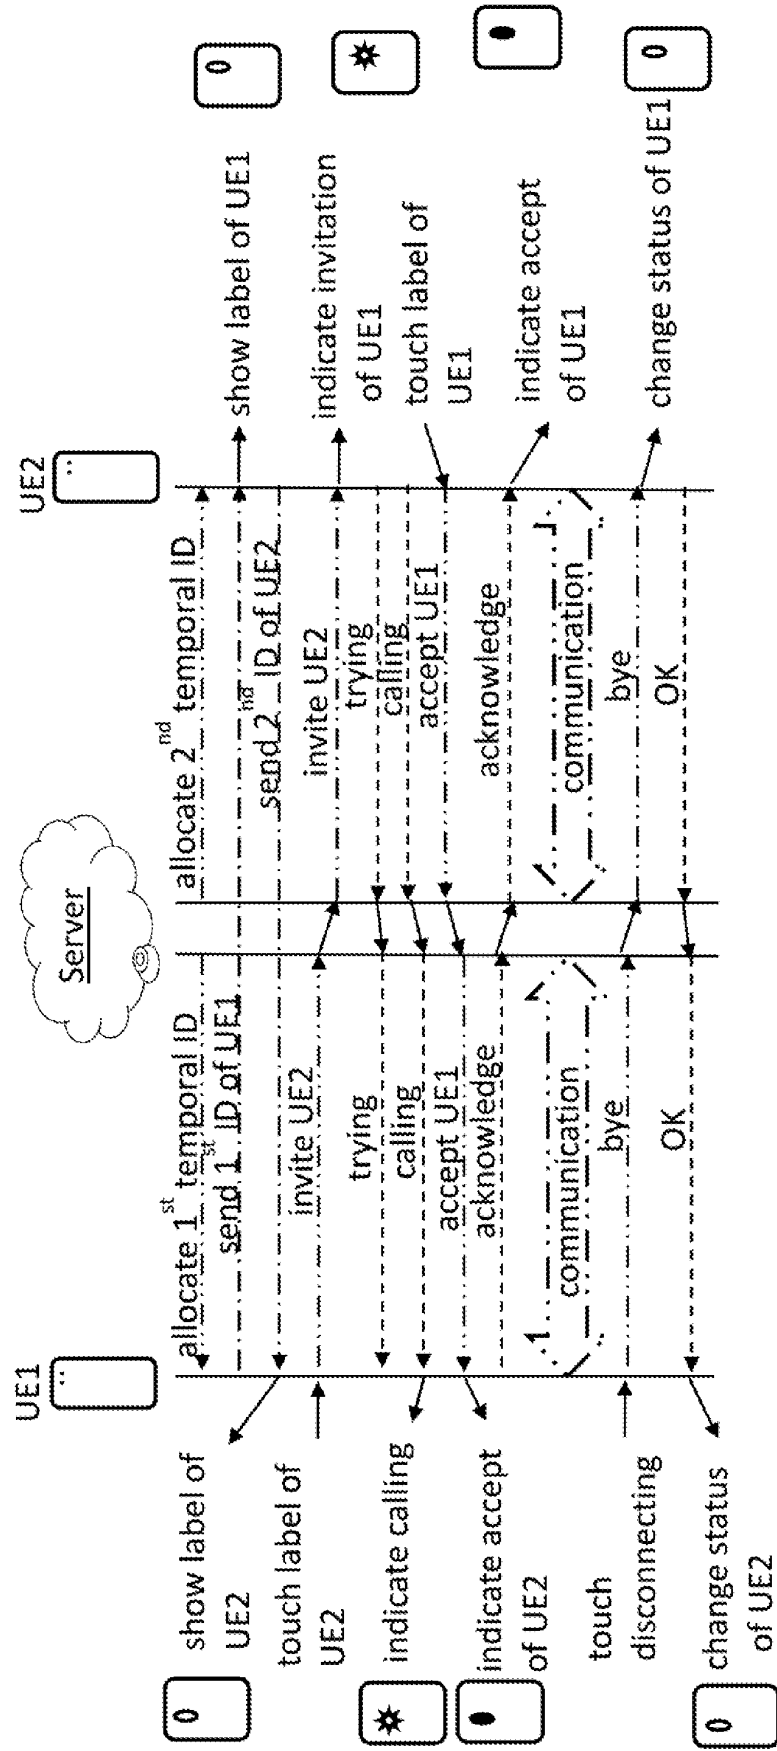 UE1
Server
UE2
allocate 1st temporal ID
allocate 2nd temporal ID
send 1st ID of UE1
show label of UE1
send 2nd ID of UE2
show label of
UE2
touch label of
UE2
invite UE2
invite UE2
indicate invitation
of UE1
trying
trying
calling
calling
indicate calling
touch label of
UE1
accept UE1
accept UE1
indicate accept
of UE2
acknowledge
acknowledge
indicate accept
of UE1
communication
communication
touch
disconnecting
bye
bye
change status of UE1
OK
OK
change status
of UE2